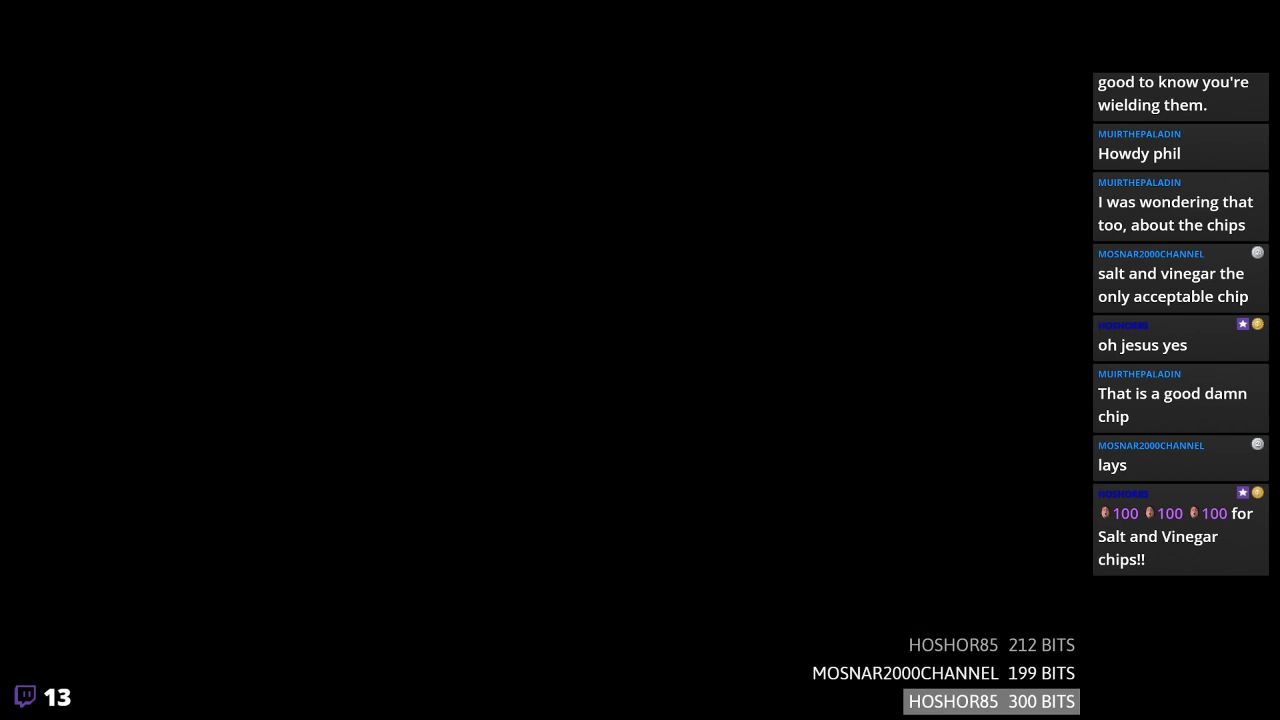 good to know you're
wielding them.
MUIRTHEPALADIN
Howdy phil
MUIRTHEPALADIN
I was wondering that
too, about the chips
MOSNAR2000CHANNEL
salt and vinegar the
only acceptable chip
HOSHOR85
oh jesus yes
MUIRTHEPALADIN
That is a good damn
chip
MOSNAR2000CHANNEL
lays
HOSHOR85
100 100 100 for
Salt and Vinegar
chips!!
HOSHOR85 212 BITS
MOSNAR2000CHANNEL 199 BITS
HOSHOR85 300 BITS
13